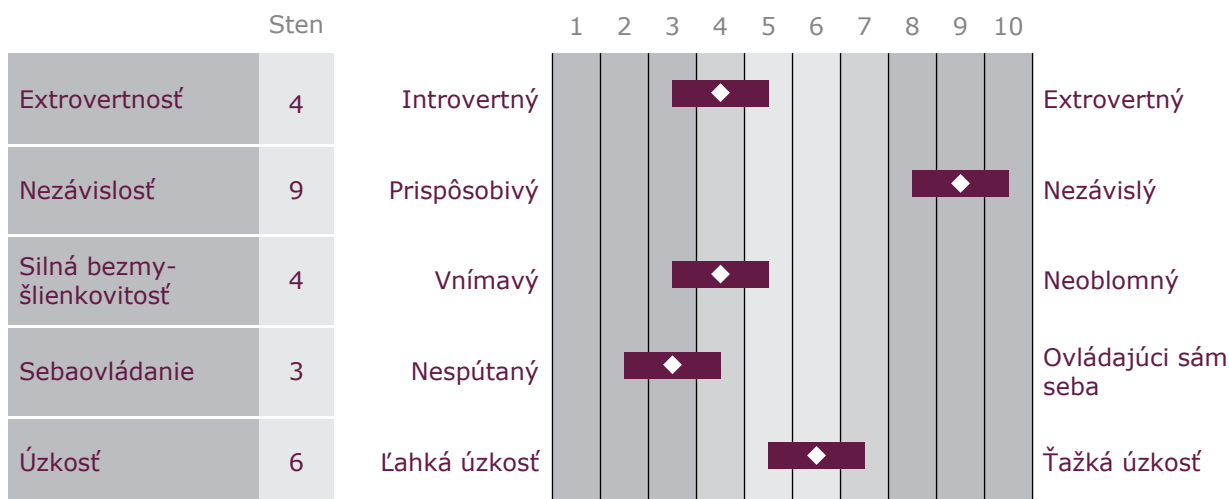 Sten 1 2 3 4 5 6 7 8 9 10
Extrovertnosť 4 Introvertný Extrovertný
Nezávislosť 9 Prispôsobivý Nezávislý
Silná bezmy-
šlienkovitosť 4 Vnímavý Neoblomný
Sebaovládanie 3 Nespútaný Ovládajúci sám
seba
Úzkosť 6 Ľahká úzkosť Ťažká úzkosť